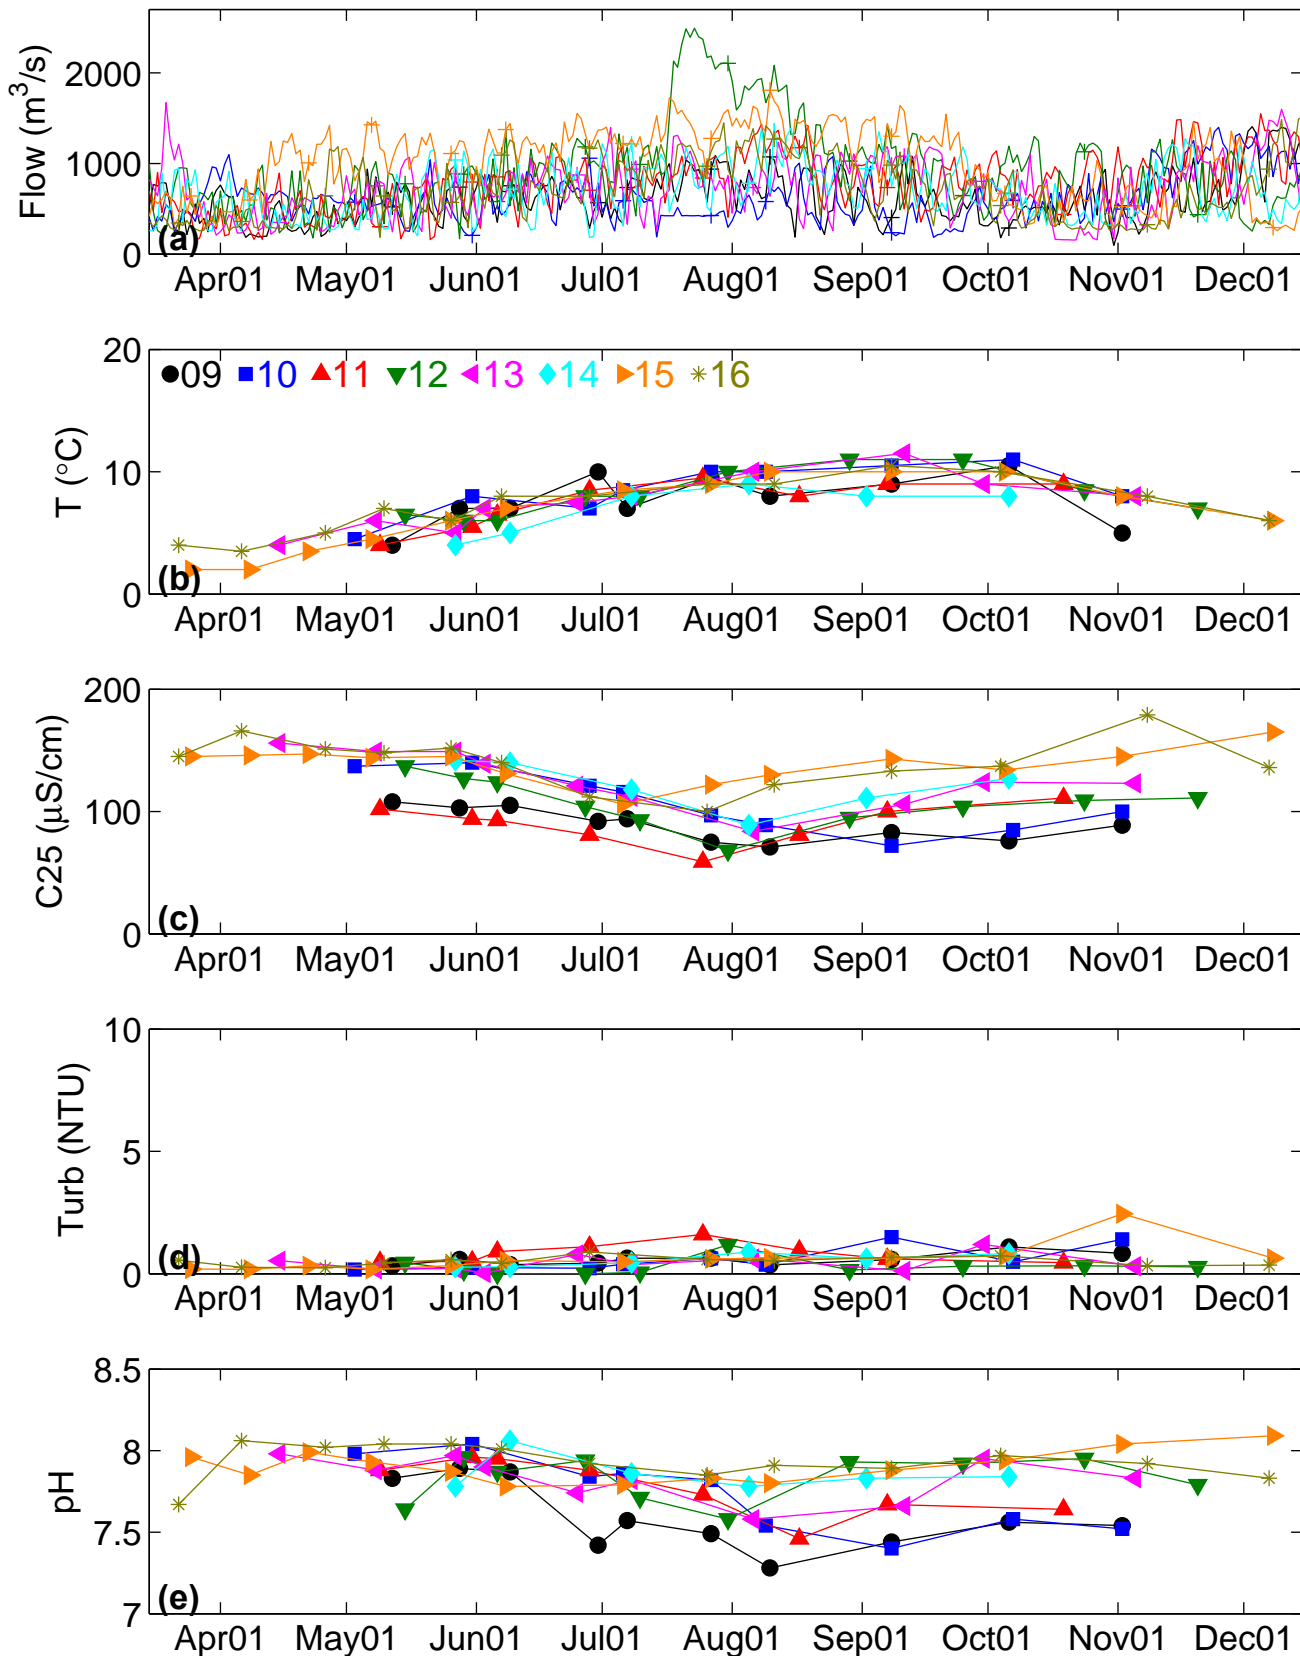 Flow (m³/s)
2000
1000
0
(a)
Apr01 May01 Jun01 Jul01 Aug01 Sep01 Oct01 Nov01 Dec01
T (°C)
20
10
0
09 10 11 12 13 14 15 16
(b)
Apr01 May01 Jun01 Jul01 Aug01 Sep01 Oct01 Nov01 Dec01
C25 (µS/cm)
200
100
0
(c)
Apr01 May01 Jun01 Jul01 Aug01 Sep01 Oct01 Nov01 Dec01
Turb (NTU)
10
5
0
(d)
Apr01 May01 Jun01 Jul01 Aug01 Sep01 Oct01 Nov01 Dec01
pH
8.5
8
7.5
7
(e)
Apr01 May01 Jun01 Jul01 Aug01 Sep01 Oct01 Nov01 Dec01